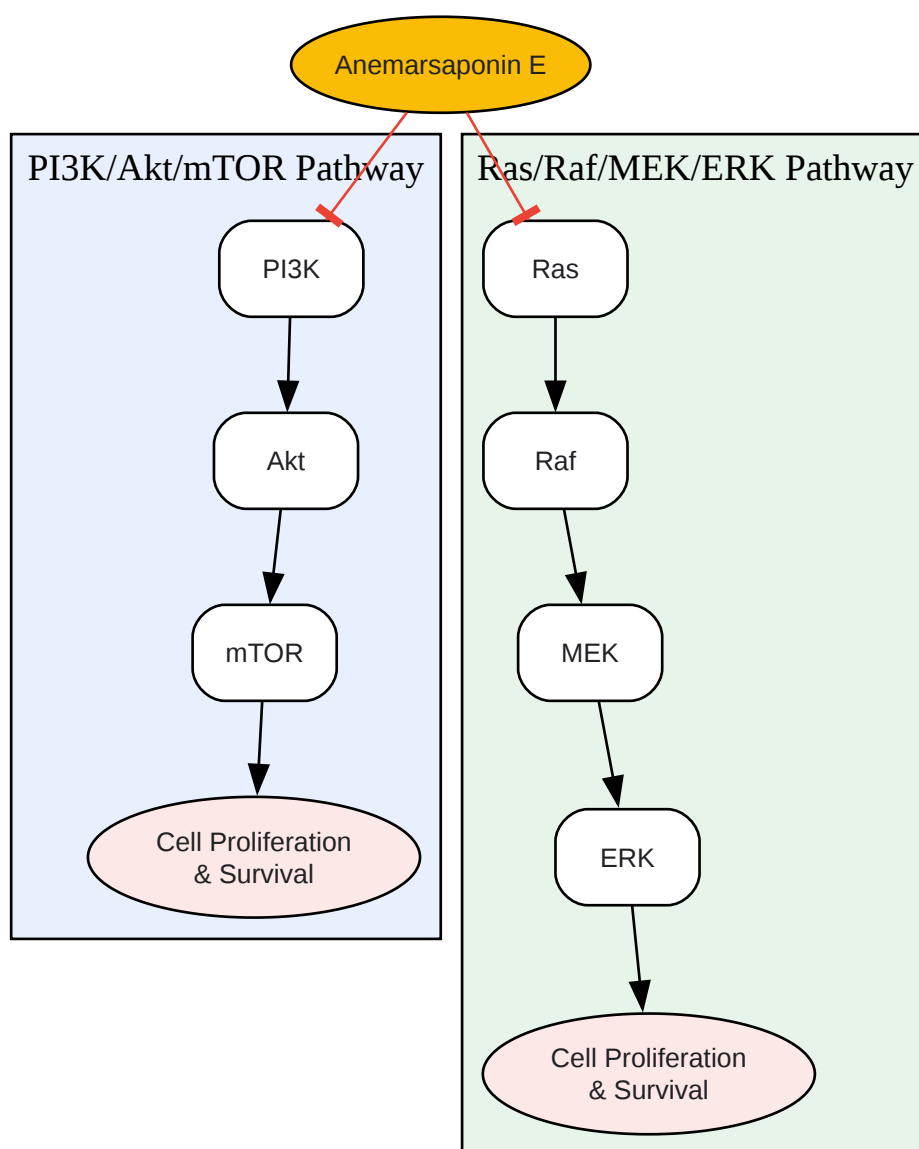 Anemarsaponin E
PI3K/Akt/mTOR Pathway
PI3K
Akt
mTOR
Cell Proliferation
& Survival
Ras/Raf/MEK/ERK Pathway
Ras
Raf
MEK
ERK
Cell Proliferation
& Survival